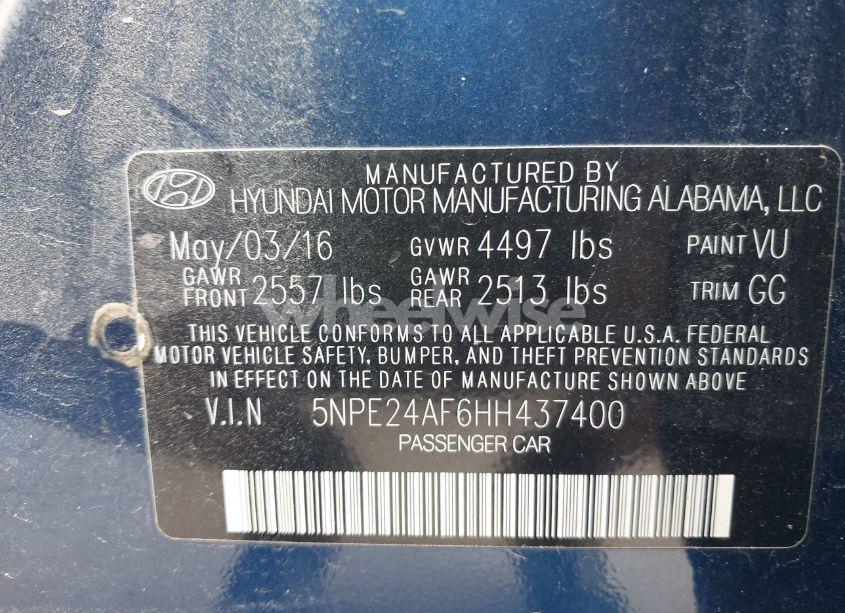 MANUFACTURED BY
HYUNDAI MOTOR MANUFACTURING ALABAMA, LLC
May/03/16 GVWR 4497 lbs PAINT VU
GAWR FRONT 2557 lbs GAWR REAR 2513 lbs TRIM GG
wheelwise
THIS VEHICLE CONFORMS TO ALL APPLICABLE U.S.A. FEDERAL
MOTOR VEHICLE SAFETY, BUMPER, AND THEFT PREVENTION STANDARDS
IN EFFECT ON THE DATE OF MANUFACTURE SHOWN ABOVE
V.I.N 5NPE24AF6HH437400
PASSENGER CAR